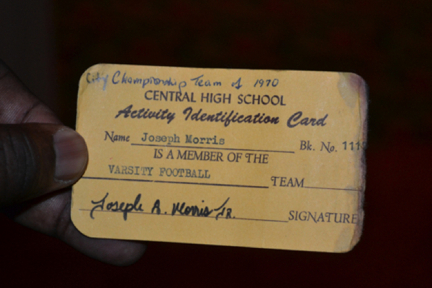 City Championship Team of 1970
CENTRAL HIGH SCHOOL
Activity Identification Card
Name Joseph Morris Bk. No. 111
IS A MEMBER OF THE
VARSITY FOOTBALL TEAM
Joseph R. Morris Jr. SIGNATURE